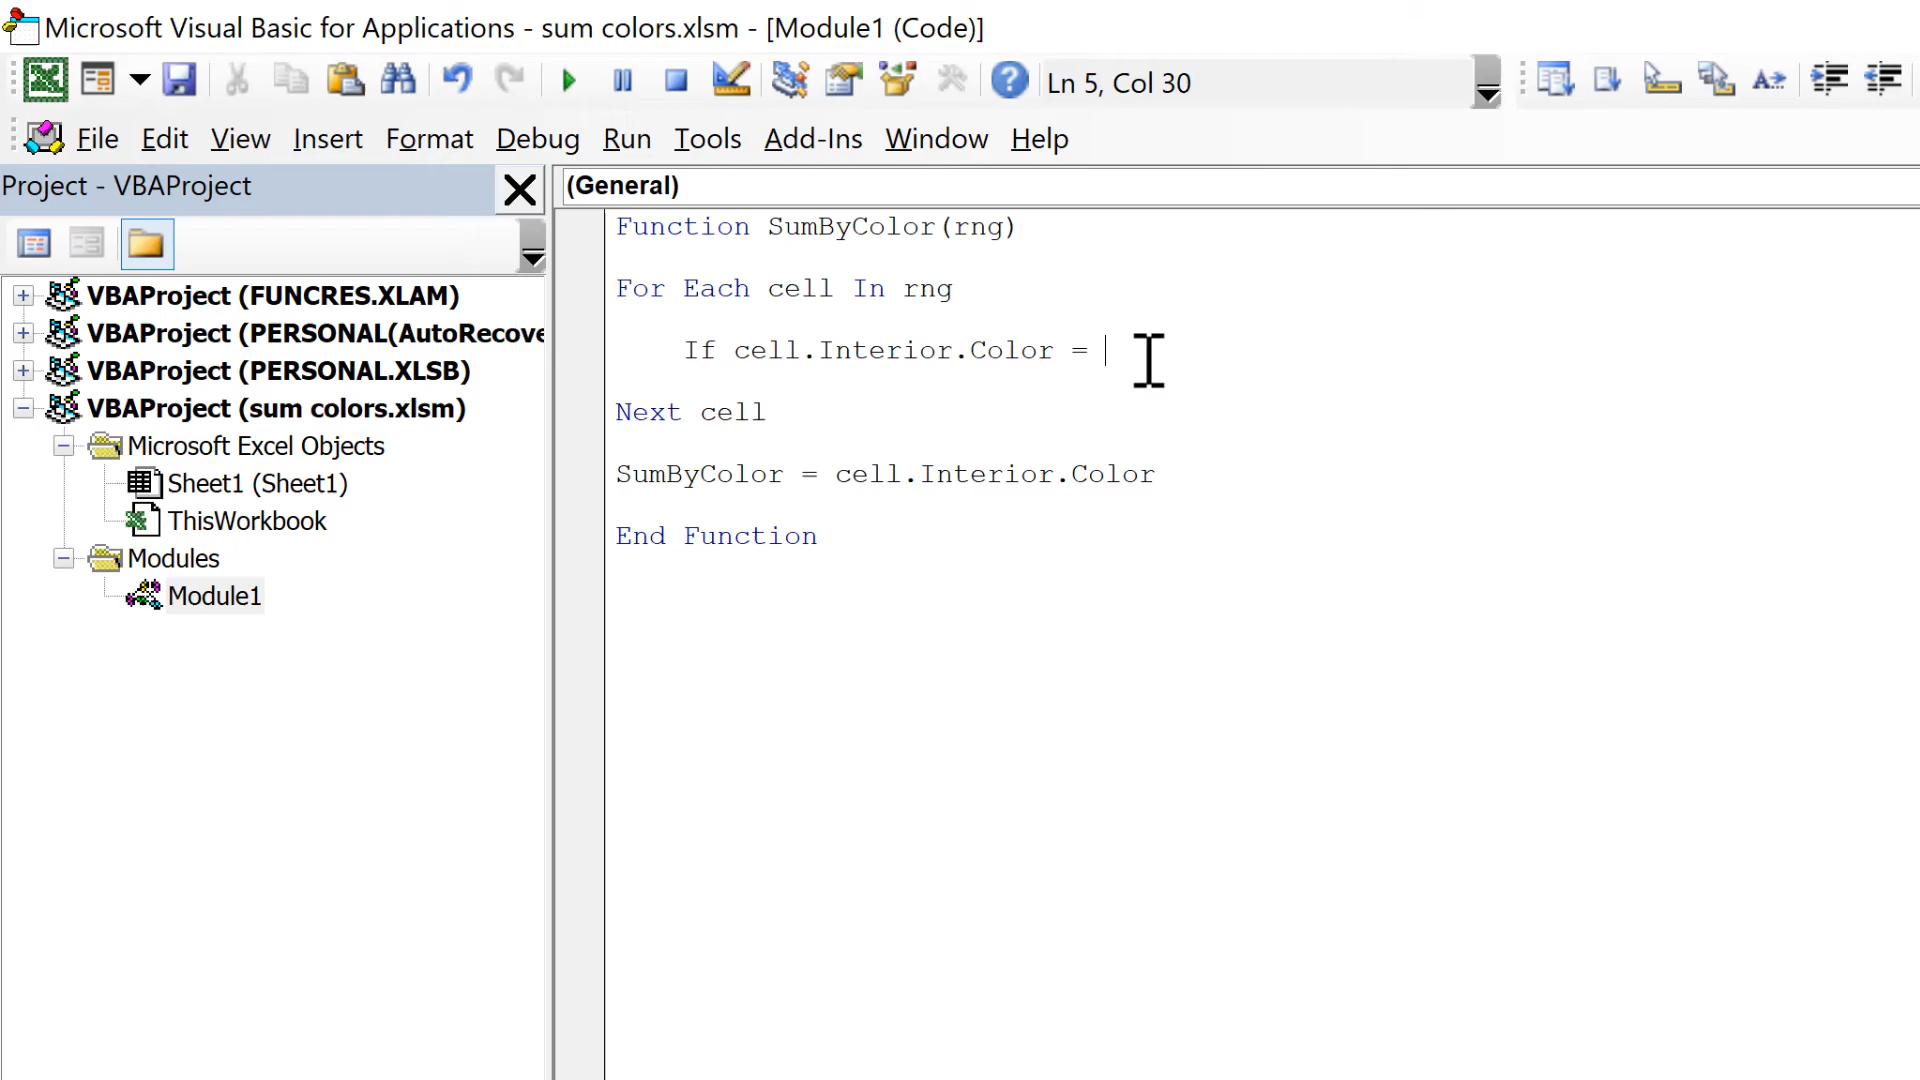 Microsoft Visual Basic for Applications - sum colors.xlsm - [Module1 (Code)]
Ln 5, Col 30
File Edit View Insert Format Debug Run Tools Add-Ins Window Help
Project - VBAProject
(General)
VBAProject (FUNCRES.XLAM)
VBAProject (PERSONAL(AutoRecove
VBAProject (PERSONAL.XLSB)
VBAProject (sum colors.xlsm)
Microsoft Excel Objects
Sheet1 (Sheet1)
ThisWorkbook
Modules
Module1
Function SumByColor(rng)
For Each cell In rng
If cell.Interior.Color =
Next cell
SumByColor = cell.Interior.Color
End Function